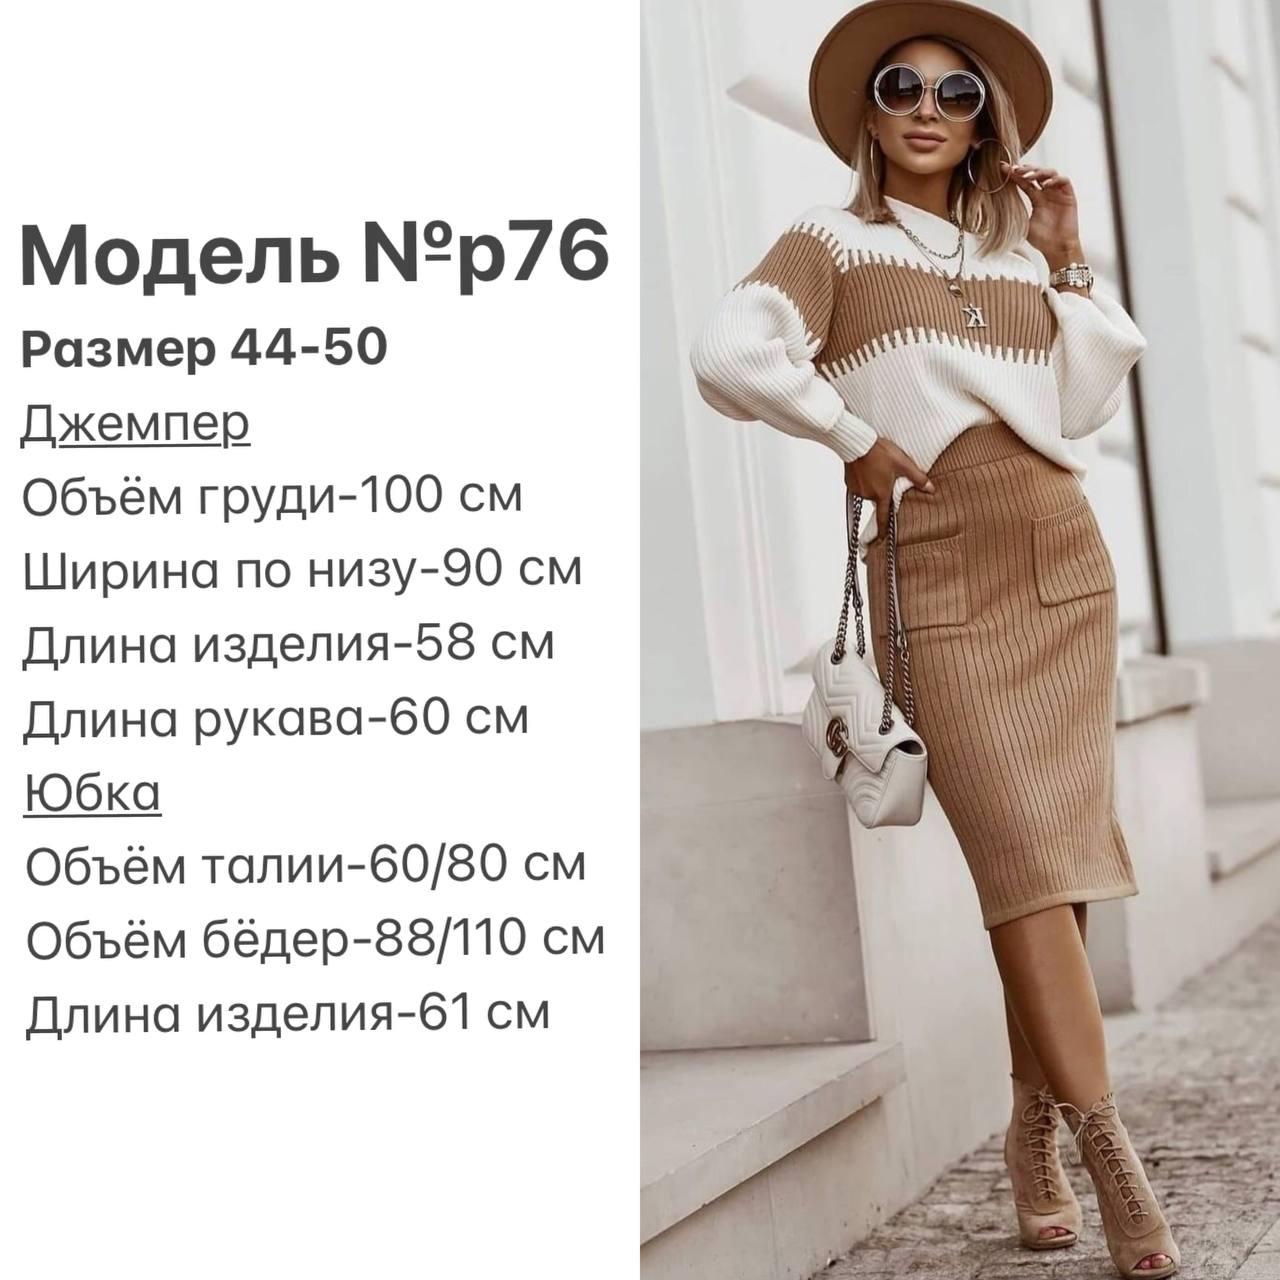 Модель №р76
Размер 44-50
Джемпер
Объём груди-100 см
Ширина по низу-90 см
Длина изделия-58 см
Длина рукава-60 см
Юбка
Объём талии-60/80 см
Объём бёдер-88/110 см
Длина изделия-61 см